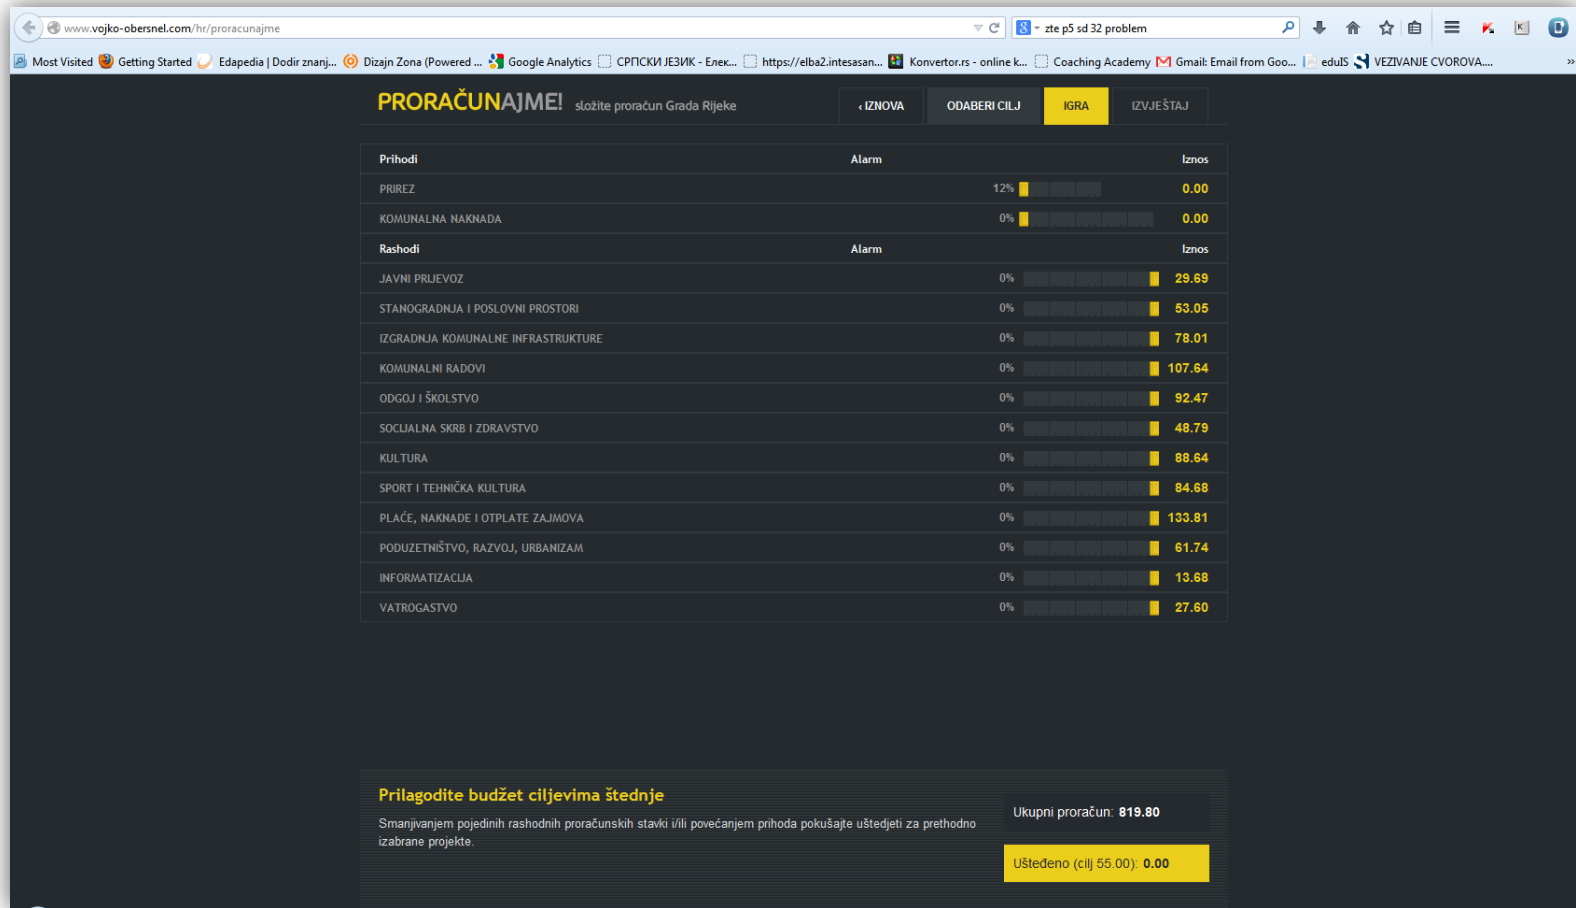 www.vojko-obersnel.com/hr/proracunajme
8 zte p5 sd 32 problem
Most Visited Getting Started Edapedia | Dodir znanj... Dizajn Zona (Powered ... Google Analytics СРПСКИ ЈЕЗИК - Елек... https://elba2.intesasan... Konvertor.rs - online k... Coaching Academy Gmail: Email from Goo... eduIS VEZIVANJE CVOROVA.... »
PRORAČUNAJME! složite proračun Grada Rijeke ‹ IZNOVA ODABERI CILJ IGRA IZVJEŠTAJ
Prihodi Alarm Iznos
PRIREZ 12% 0.00
KOMUNALNA NAKNADA 0% 0.00
Rashodi Alarm Iznos
JAVNI PRIJEVOZ 0% 29.69
STANOGRADNJA I POSLOVNI PROSTORI 0% 53.05
IZGRADNJA KOMUNALNE INFRASTRUKTURE 0% 78.01
KOMUNALNI RADOVI 0% 107.64
ODGOJ I ŠKOLSTVO 0% 92.47
SOCIJALNA SKRB I ZDRAVSTVO 0% 48.79
KULTURA 0% 88.64
SPORT I TEHNIČKA KULTURA 0% 84.68
PLAĆE, NAKNADE I OTPLATE ZAJMOVA 0% 133.81
PODUZETNIŠTVO, RAZVOJ, URBANIZAM 0% 61.74
INFORMATIZACIJA 0% 13.68
VATROGASTVO 0% 27.60
Prilagodite budžet ciljevima štednje
Smanjivanjem pojedinih rashodnih proračunskih stavki i/ili povećanjem prihoda pokušajte uštedjeti za prethodno
izabrane projekte.
Ukupni proračun: 819.80
Ušteđeno (cilj 55.00): 0.00